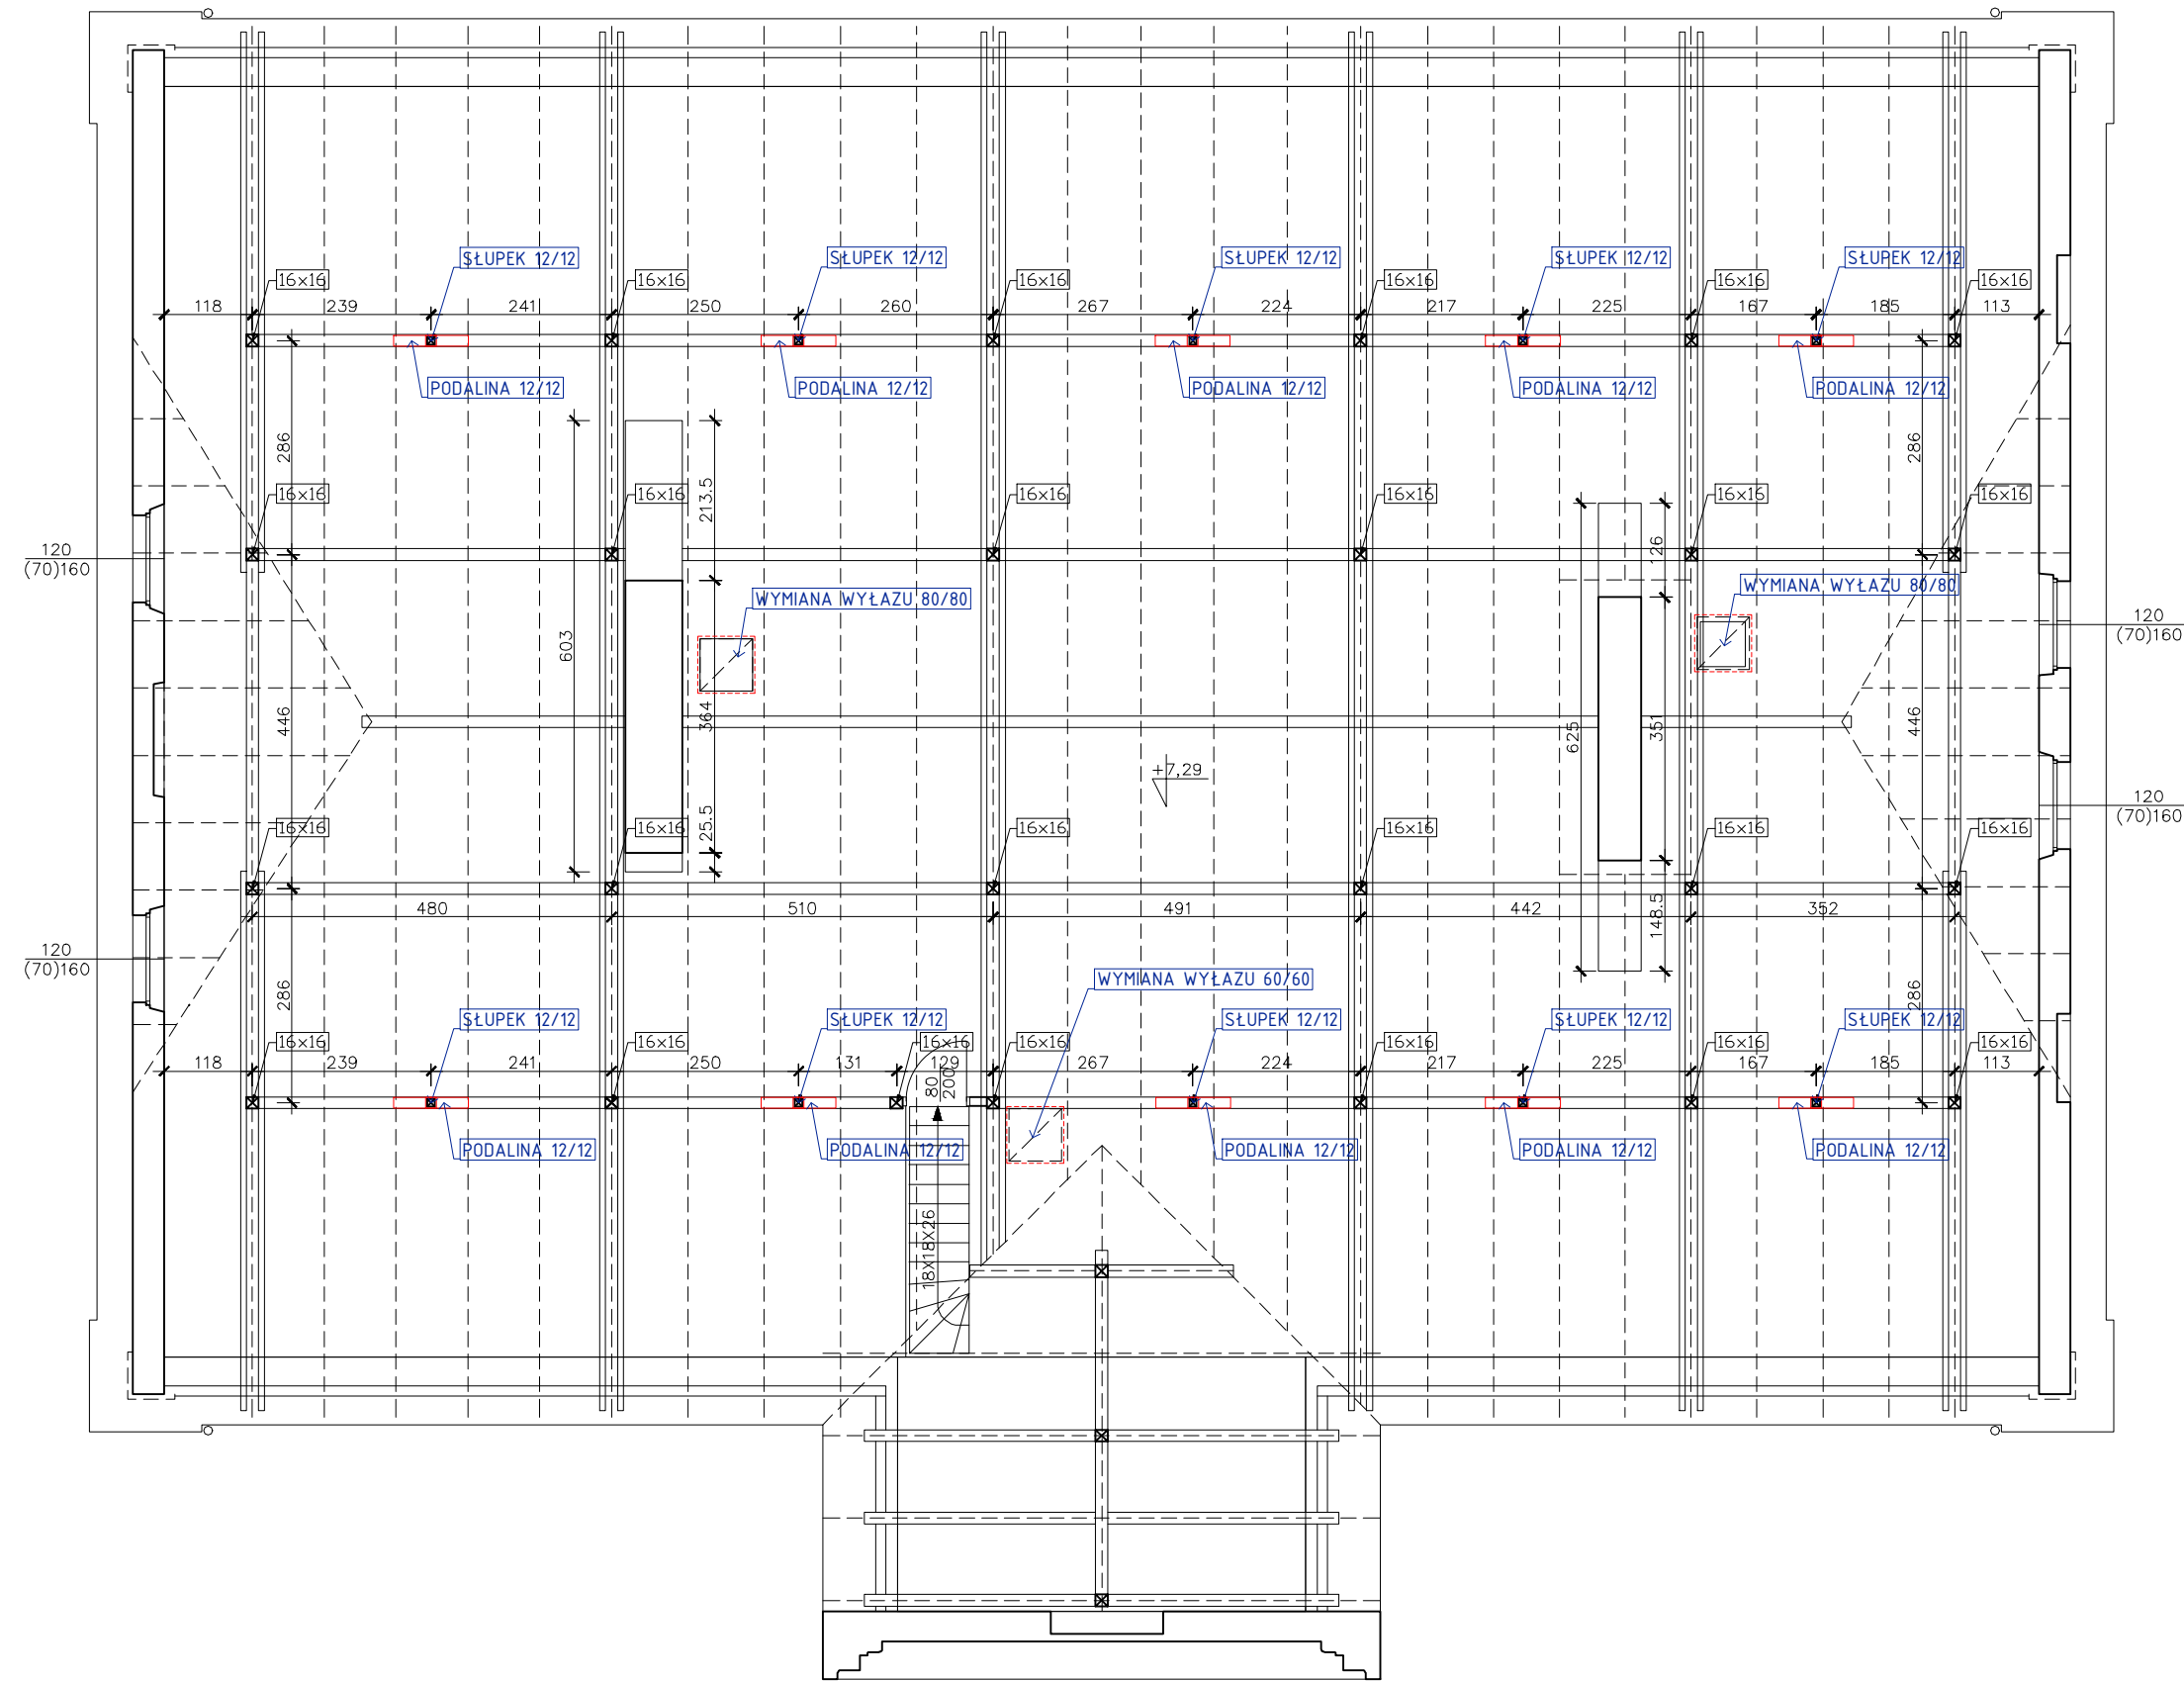 SŁUPEK 12/12 SŁUPEK 12/12 SŁUPEK 12/12 SŁUPEK 12/12 SŁUPEK 12/12
16x16 16x16 16x16 16x16 16x16 16x16
118 239 241 250 260 267 224 217 225 167 185 113
PODALINA 12/12 PODALINA 12/12 PODALINA 12/12 PODALINA 12/12 PODALINA 12/12
286 213.5 286
16x16 16x16 16x16 16x16 16x16 16x16
126
120
(70)160
WYMIANA WYŁAZU 80/80 WYMIANA WYŁAZU 80/80
120
(70)160
603
446 364 625 351 446
+7,29
120
(70)160
25.5
16x16 16x16 16x16 16x16 16x16 16x16
480 510 491 442 352
148.5
120
(70)160
WYMIANA WYŁAZU 60/60
286 286
SŁUPEK 12/12 SŁUPEK 12/12 SŁUPEK 12/12 SŁUPEK 12/12 SŁUPEK 12/12
16x16 16x16 16x16 16x16 16x16 16x16 16x16
118 239 241 250 131 129 267 224 217 225 167 185 113
80
200
PODALINA 12/12 PODALINA 12/12 PODALINA 12/12 PODALINA 12/12 PODALINA 12/12
18X18X26